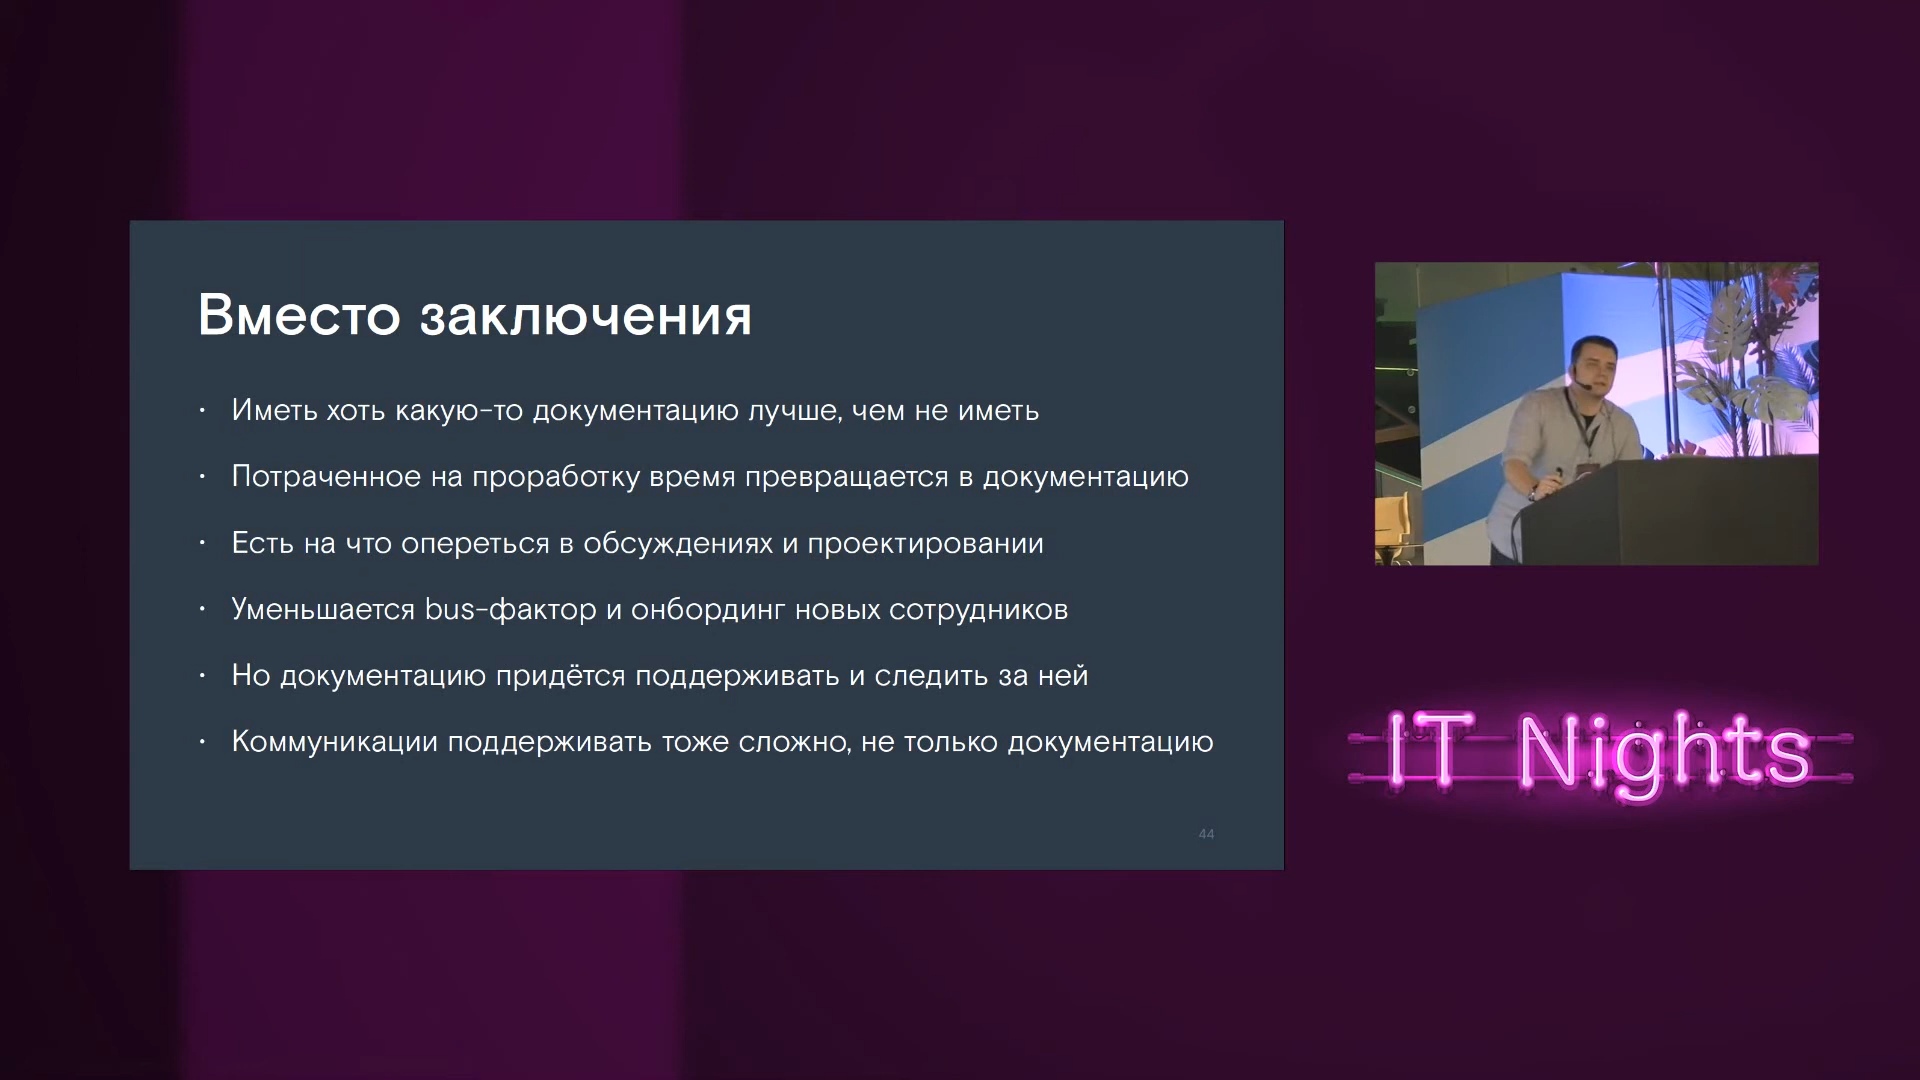 Вместо заключения
· Иметь хоть какую-то документацию лучше, чем не иметь
· Потраченное на проработку время превращается в документацию
· Есть на что опереться в обсуждениях и проектировании
· Уменьшается bus-фактор и онбординг новых сотрудников
· Но документацию придётся поддерживать и следить за ней
· Коммуникации поддерживать тоже сложно, не только документацию
44
IT Nights